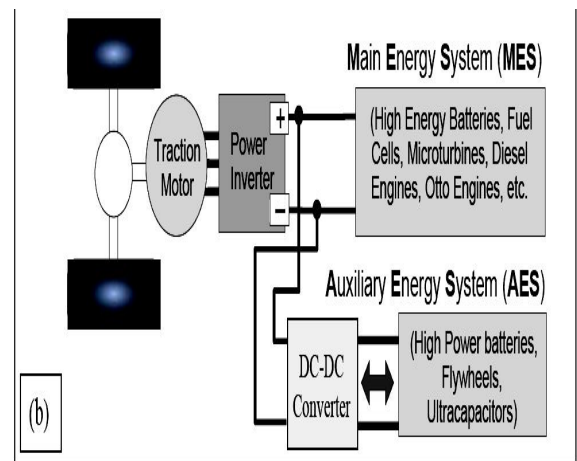 Main Energy System (MES)
+
Traction
Motor
Power
Inverter
−
(High Energy Batteries, Fuel
Cells, Microturbines, Diesel
Engines, Otto Engines, etc.
Auxiliary Energy System (AES)
DC-DC
Converter
(High Power batteries,
Flywheels,
Ultracapacitors)
(b)